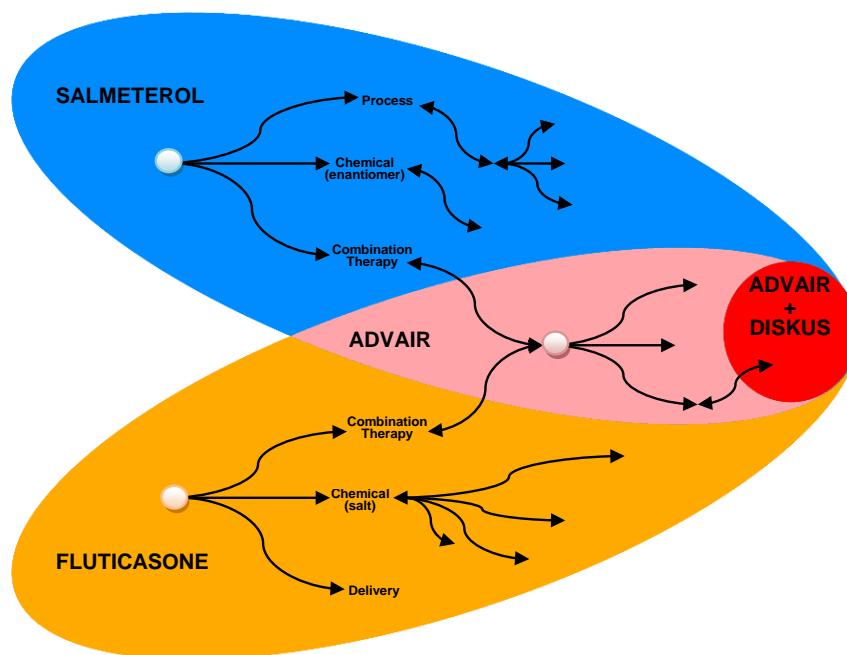 SALMETEROL
Process
Chemical
(enantiomer)
Combination
Therapy
ADVAIR
+
DISKUS
ADVAIR
Combination
Therapy
Chemical
(salt)
FLUTICASONE
Delivery